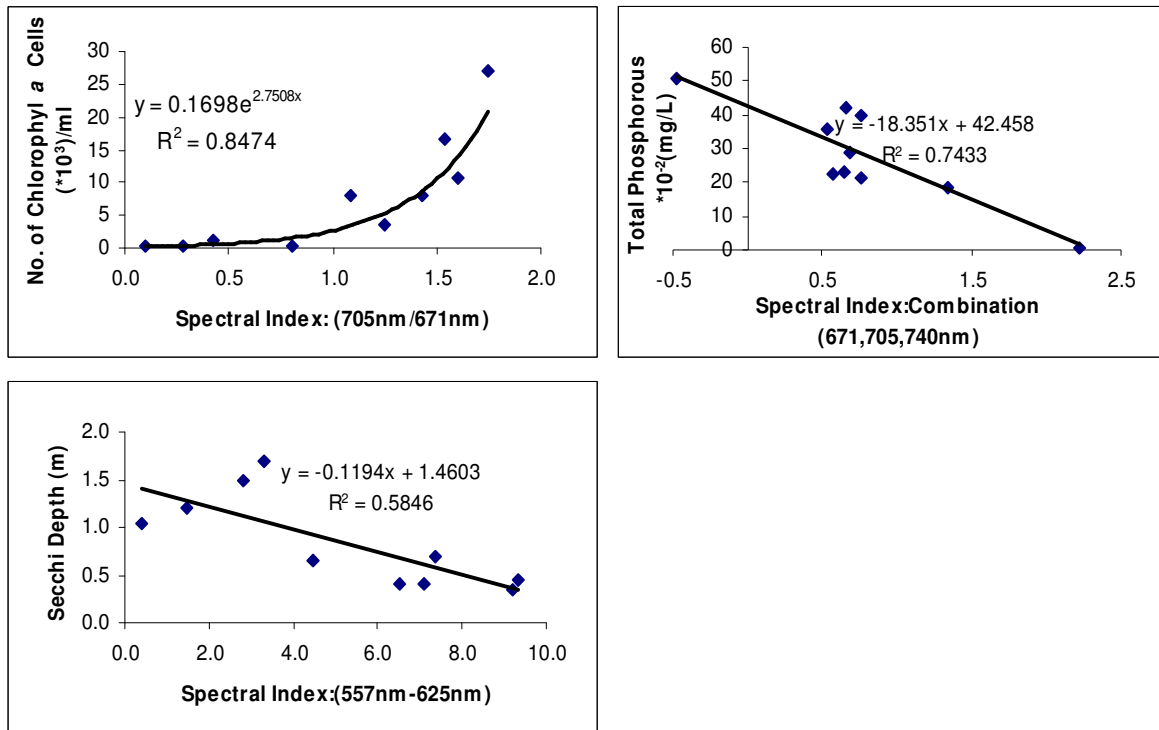 No. of Chlorophyl a Cells
(*10³)/ml
30
25
20
15
10
5
0
y = 0.1698e^2.7508x
R² = 0.8474
0.0 0.5 1.0 1.5 2.0
Spectral Index: (705nm/671nm)
Total Phosphorous
*10⁻²(mg/L)
60
50
40
30
20
10
0
y = -18.351x + 42.458
R² = 0.7433
-0.5 0.5 1.5 2.5
Spectral Index:Combination
(671,705,740nm)
Secchi Depth (m)
2.0
1.5
1.0
0.5
0.0
y = -0.1194x + 1.4603
R² = 0.5846
0.0 2.0 4.0 6.0 8.0 10.0
Spectral Index:(557nm-625nm)